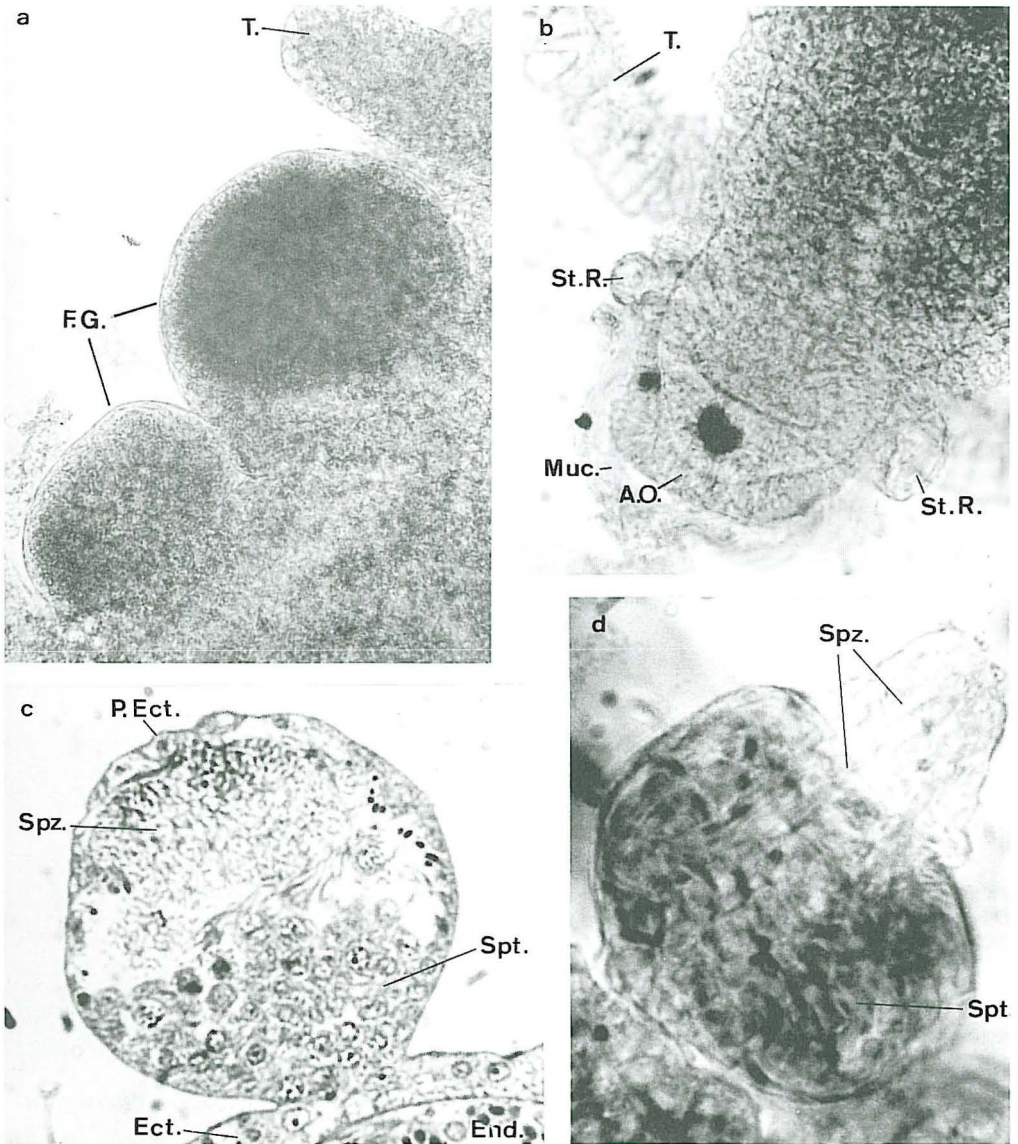 a
T.
F.G.
b
T.
St.R.
Muc.
A.O.
St.R.
c
P.Ect.
Spz.
Spt.
Ect.
End.
d
Spz.
Spt.